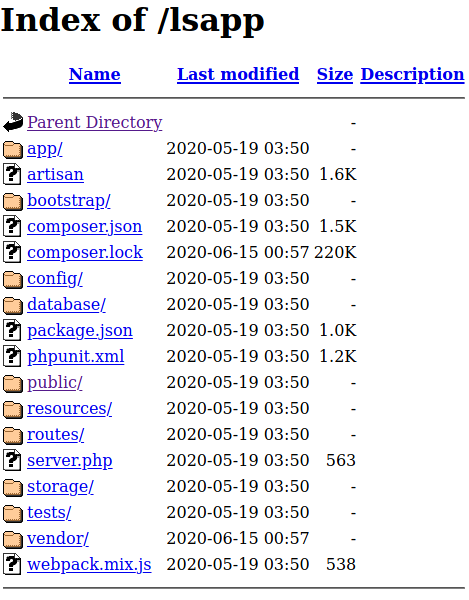 Index of /lsapp
Name Last modified Size Description
Parent Directory -
app/ 2020-05-19 03:50 -
artisan 2020-05-19 03:50 1.6K
bootstrap/ 2020-05-19 03:50 -
composer.json 2020-05-19 03:50 1.5K
composer.lock 2020-06-15 00:57 220K
config/ 2020-05-19 03:50 -
database/ 2020-05-19 03:50 -
package.json 2020-05-19 03:50 1.0K
phpunit.xml 2020-05-19 03:50 1.2K
public/ 2020-05-19 03:50 -
resources/ 2020-05-19 03:50 -
routes/ 2020-05-19 03:50 -
server.php 2020-05-19 03:50 563
storage/ 2020-05-19 03:50 -
tests/ 2020-05-19 03:50 -
vendor/ 2020-06-15 00:57 -
webpack.mix.js 2020-05-19 03:50 538